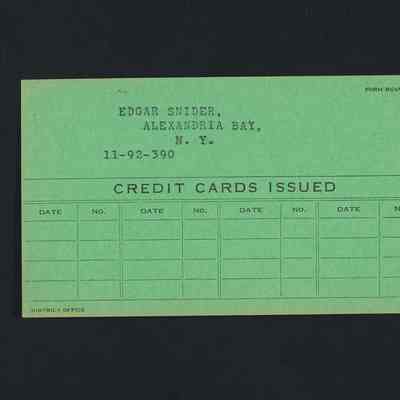 FORM
EDGAR SNIDER,
ALEXANDRIA BAY,
N. Y.
11-92-390
CREDIT CARDS ISSUED
DATE NO. DATE NO. DATE NO. DATE N
DISTRICT OFFICE